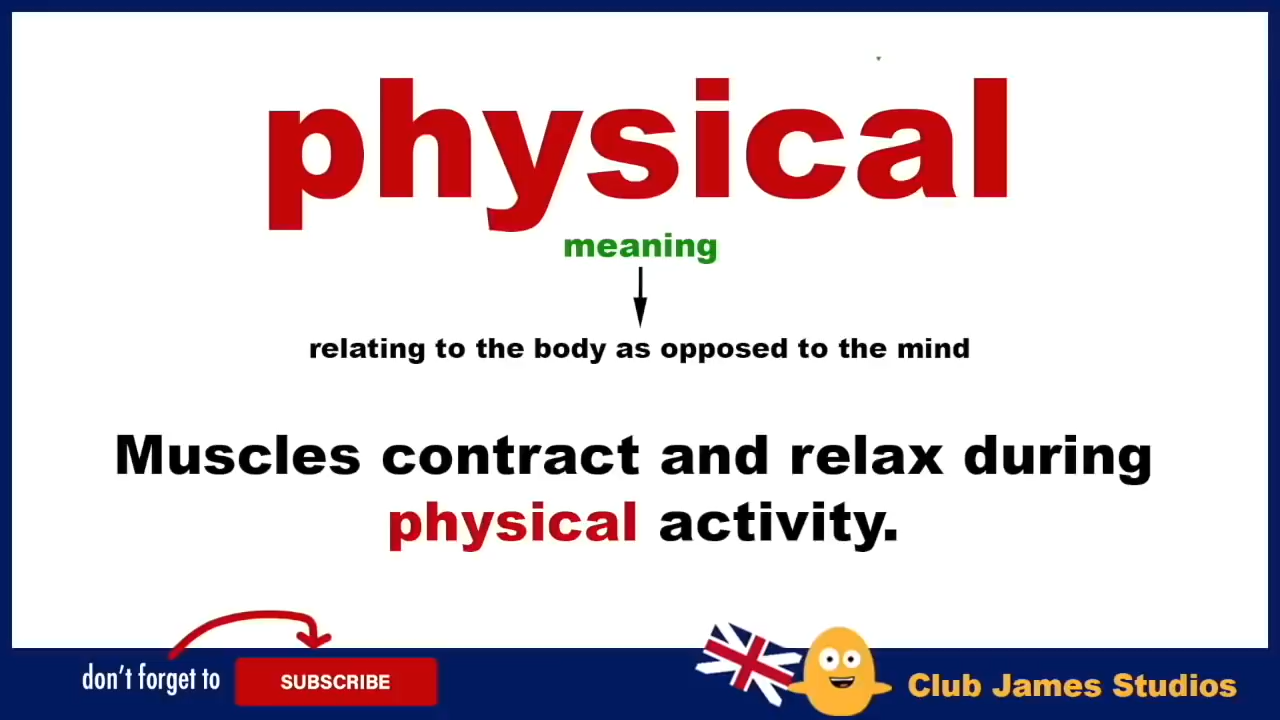 physical
meaning
relating to the body as opposed to the mind
Muscles contract and relax during
physical activity.
don't forget to
SUBSCRIBE
Club James Studios